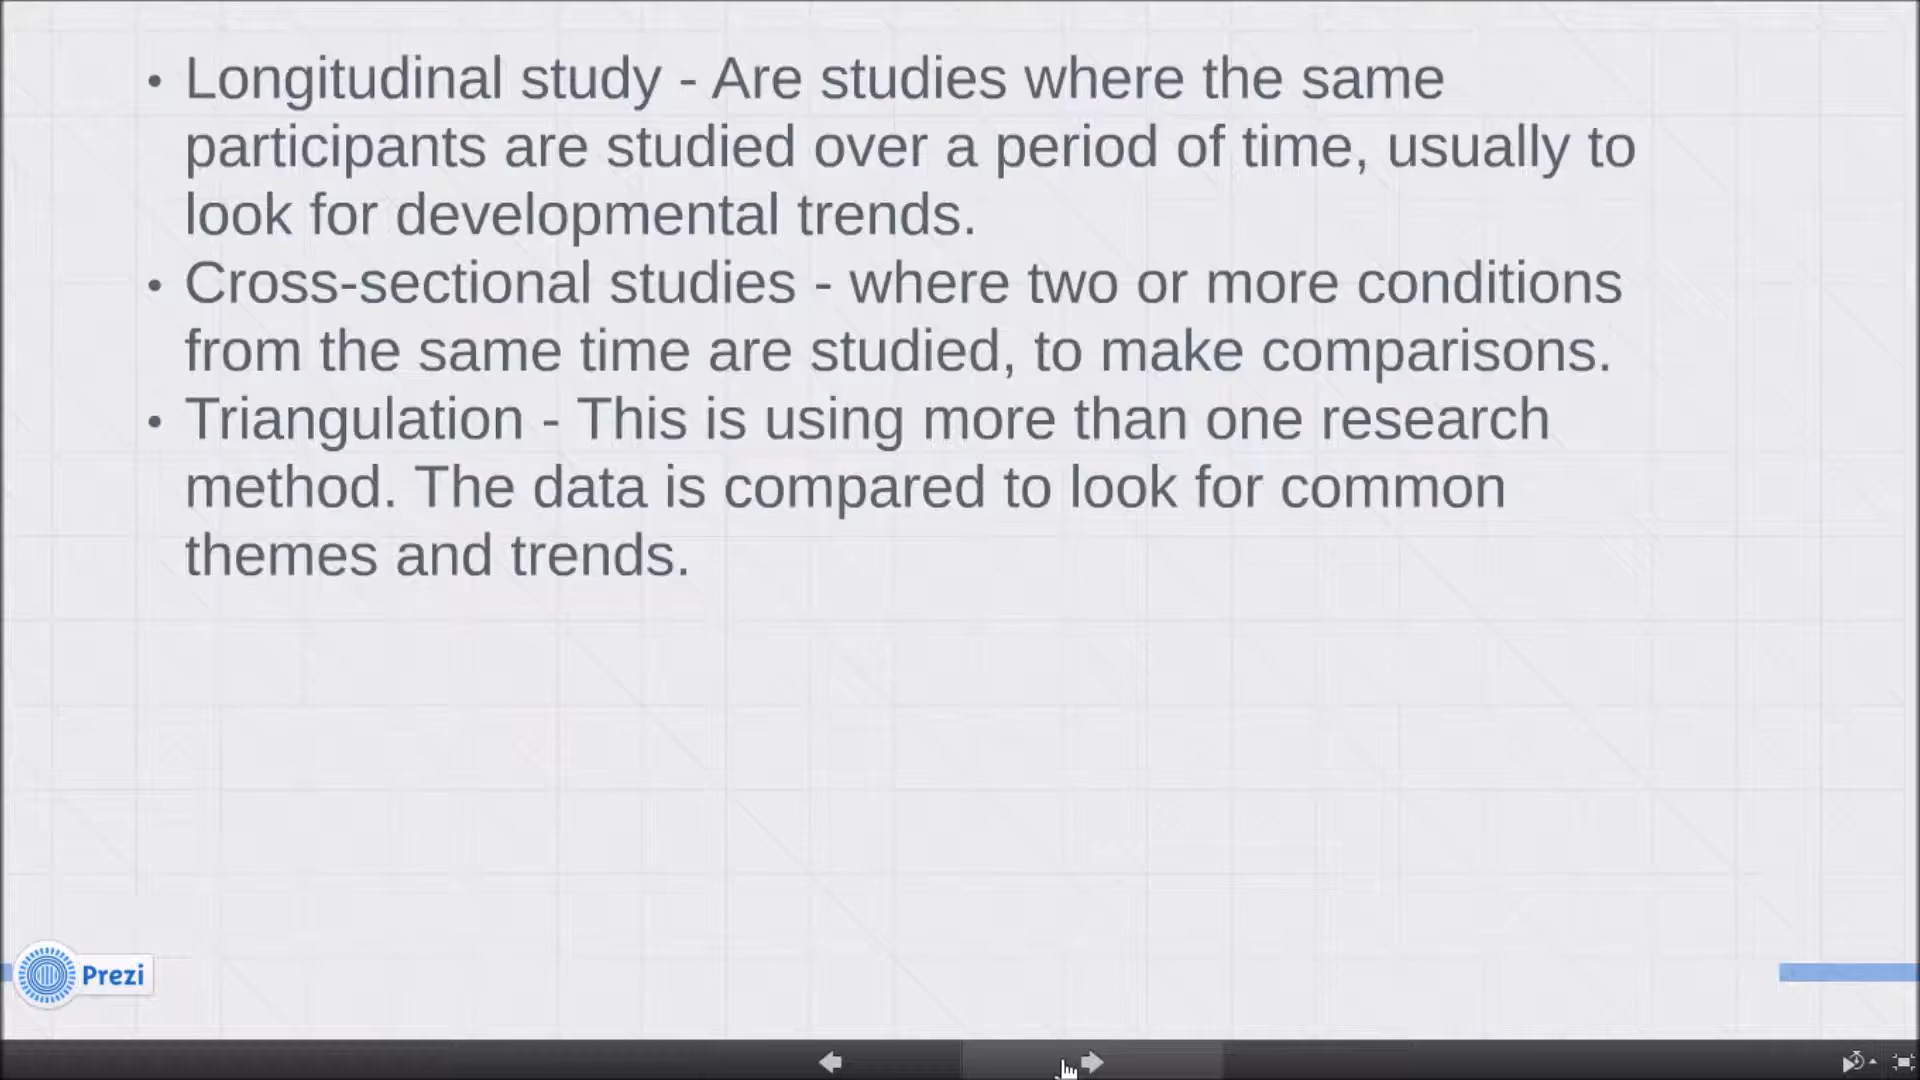 • Longitudinal study - Are studies where the same
participants are studied over a period of time, usually to
look for developmental trends.
• Cross-sectional studies - where two or more conditions
from the same time are studied, to make comparisons.
• Triangulation - This is using more than one research
method. The data is compared to look for common
themes and trends.
Prezi